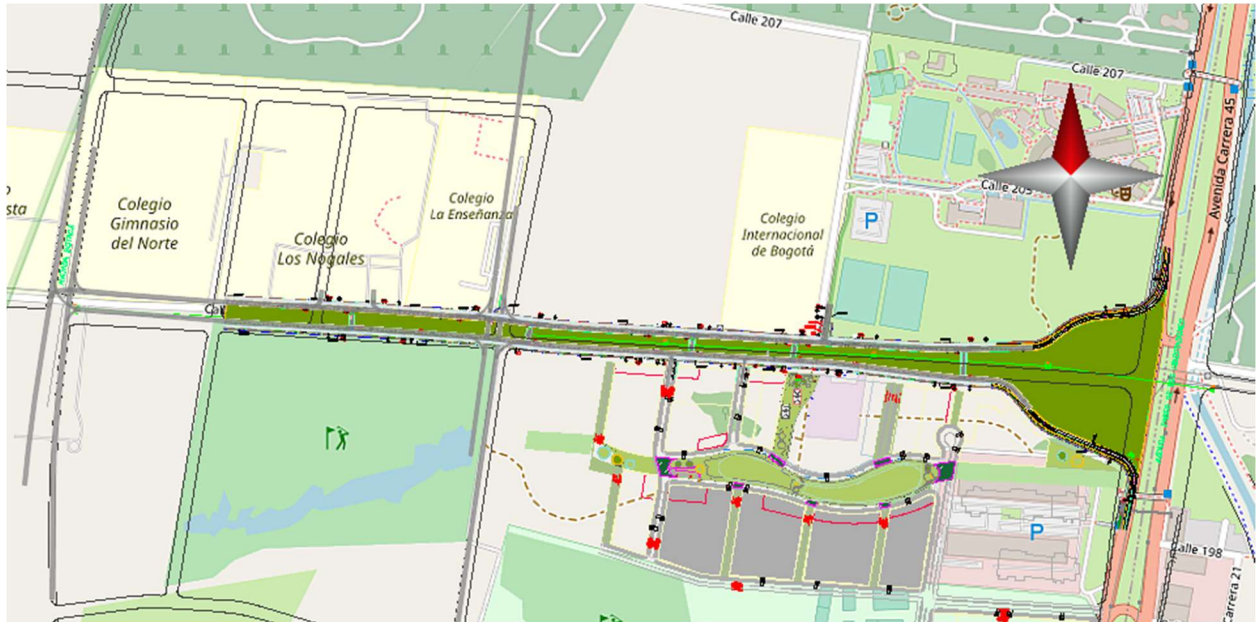 Calle 207
Calle 207
Avenida Carrera 45
Calle 205
sta
Colegio
Gimnasio
del Norte
Colegio
La Enseñanza
Colegio
Los Nogales
Colegio
Internacional
de Bogotá
P
P
Calle 198
Carrera 21